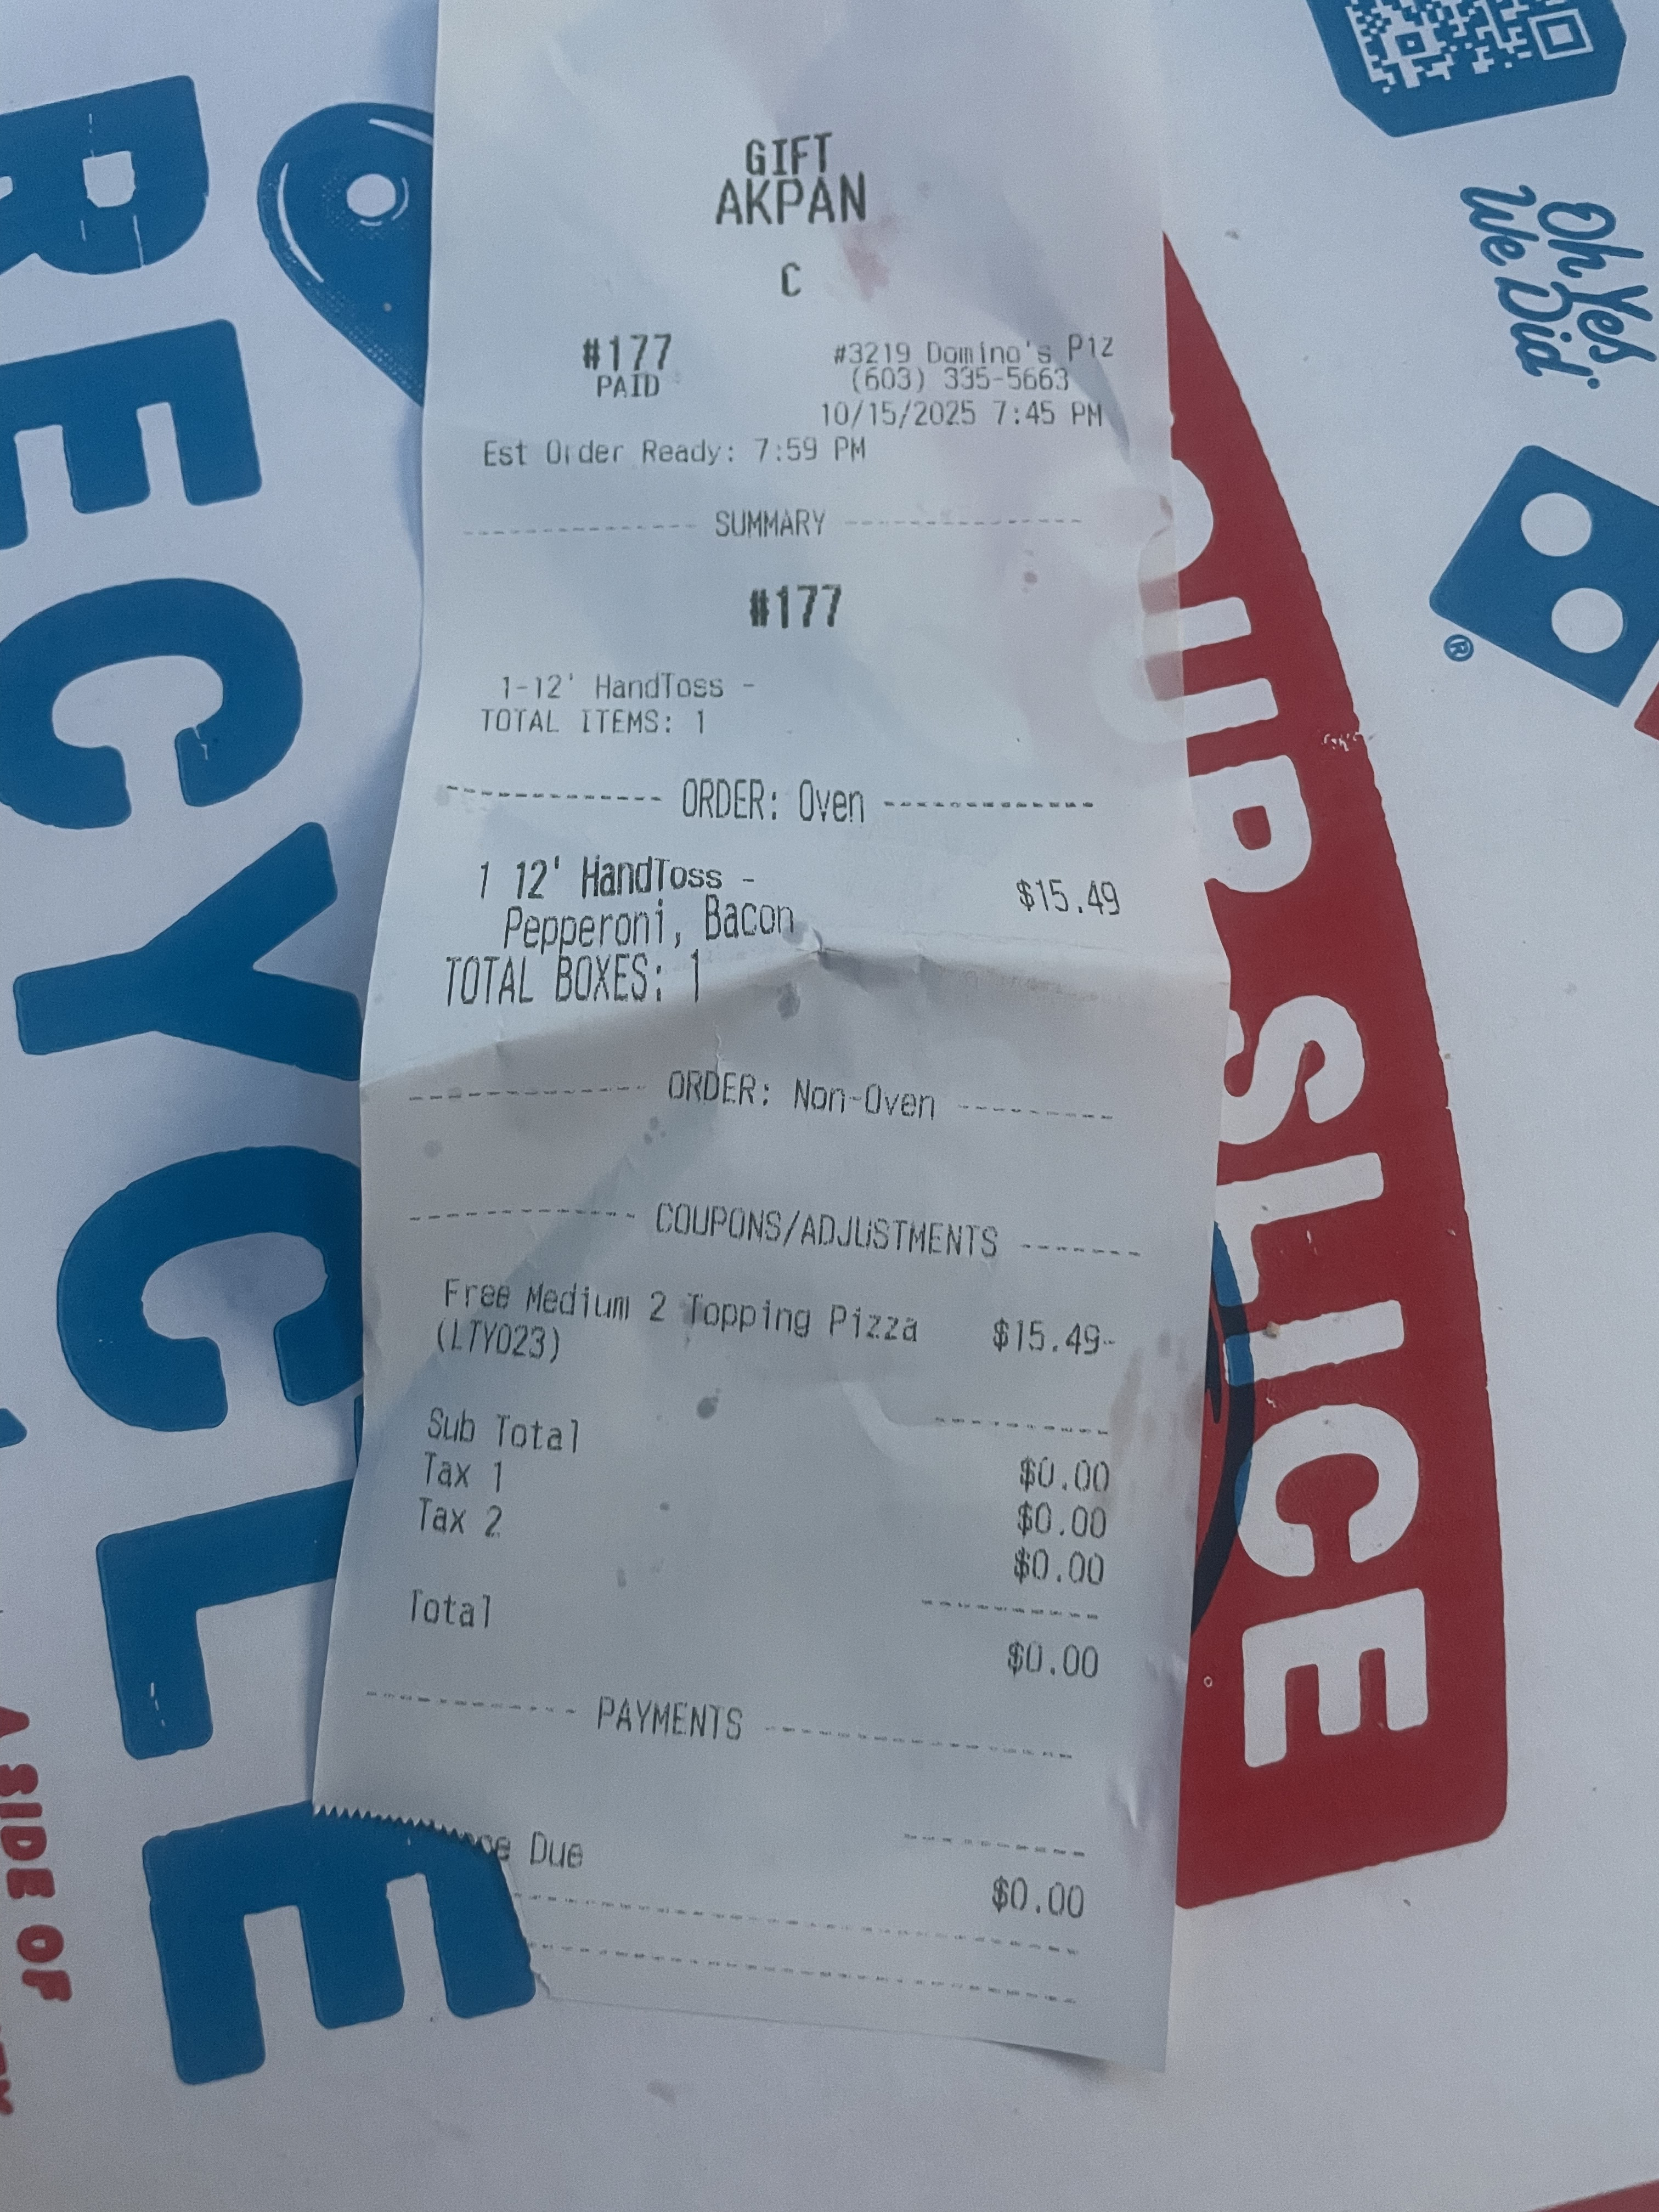 GIFT
AKPAN
C
#177
PAID
#3219 Domino's Piz
(603) 335-5663
10/15/2025 7:45 PM
Est Order Ready: 7:59 PM
------------- SUMMARY -------------
#177
1-12' HandToss -
TOTAL ITEMS: 1
------------- ORDER: Oven -------------
1 12' HandToss - $15.49
Pepperoni, Bacon
TOTAL BOXES: 1
------------- ORDER: Non-Oven ---------
------------- COUPONS/ADJUSTMENTS -------
Free Medium 2 Topping Pizza $15.49-
(LTY023)
Sub Total $0.00
Tax 1 $0.00
Tax 2 $0.00
Total $0.00
----------- PAYMENTS ---------------
Due $0.00
RECYCLE
SLICE
Oh Yes
We Did
®
A SIDE OF